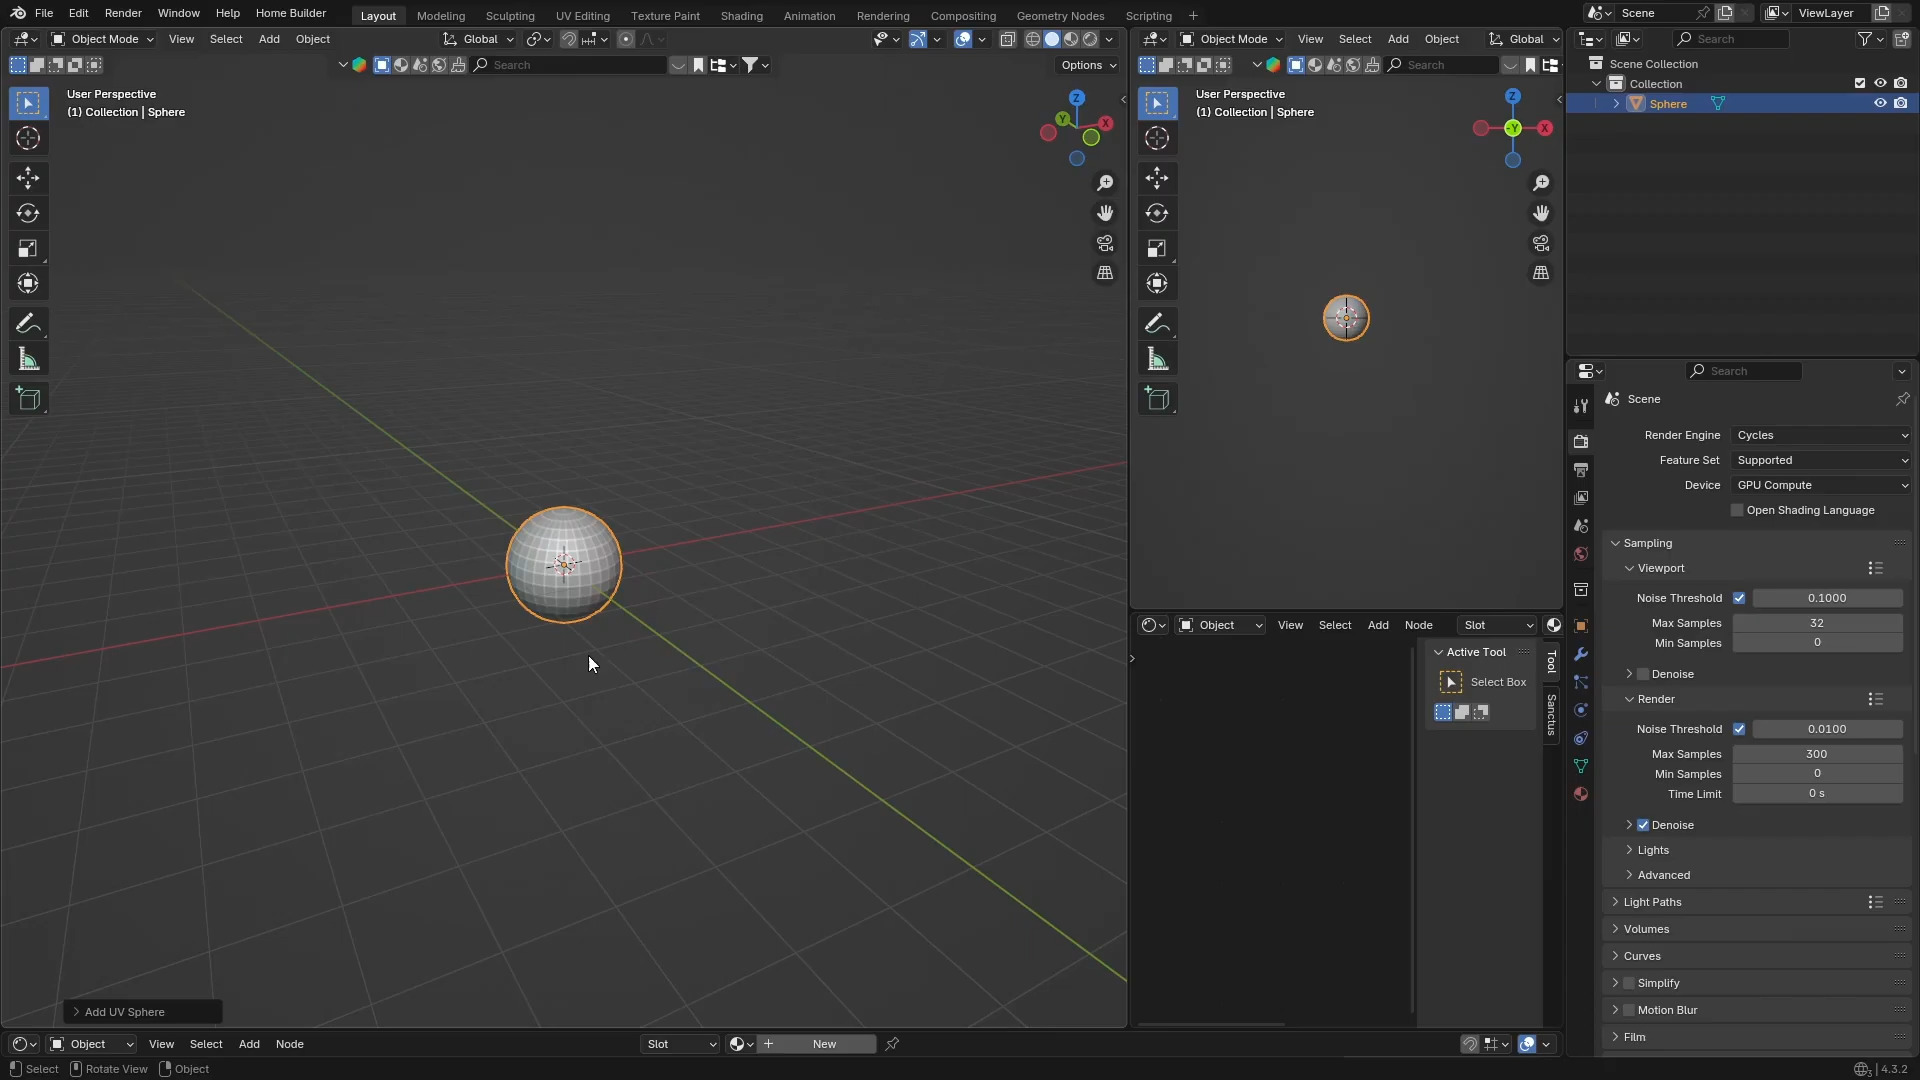 File Edit Render Window Help Home Builder Layout Modeling Sculpting UV Editing Texture Paint Shading Animation Rendering Compositing Geometry Nodes Scripting + Scene ViewLayer
Object Mode View Select Add Object Global
Search Options
User Perspective
(1) Collection | Sphere
Z
Y X
Add UV Sphere
Object View Select Add Node Slot + New
Select Rotate View Object 4.3.2
Object Mode View Select Add Object Global
Search
User Perspective
(1) Collection | Sphere
Z
-Y X
Object View Select Add Node Slot
Active Tool
Select Box
Tool
Sanctus
Search
Scene Collection
Collection
Sphere
Search
Scene
Render Engine Cycles
Feature Set Supported
Device GPU Compute
Open Shading Language
Sampling
Viewport
Noise Threshold 0.1000
Max Samples 32
Min Samples 0
Denoise
Render
Noise Threshold 0.0100
Max Samples 300
Min Samples 0
Time Limit 0 s
Denoise
Lights
Advanced
Light Paths
Volumes
Curves
Simplify
Motion Blur
Film